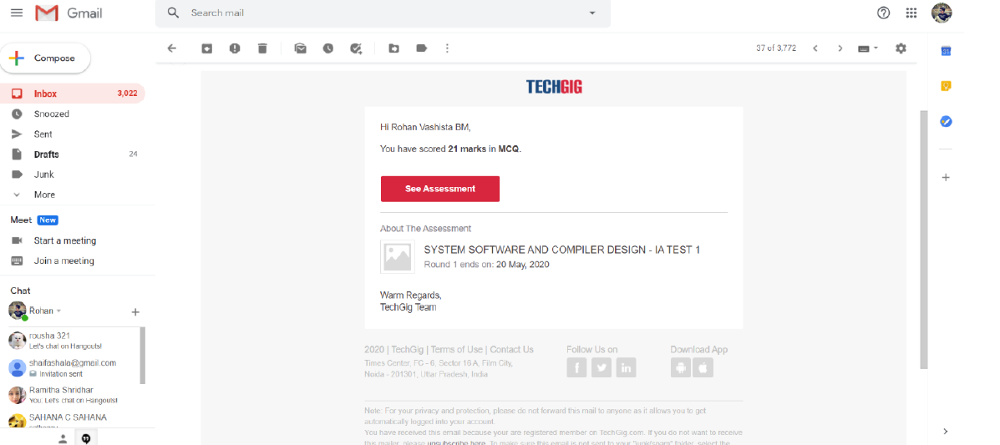 Gmail
Search mail
Compose
37 of 3,772
31
Inbox 3,022
Snoozed
Sent
Drafts 24
Junk
More
Meet New
Start a meeting
Join a meeting
Chat
Rohan
rousha 321
Let's chat on Hangouts!
shaifashala@gmail.com
Invitation sent
Ramitha Shridhar
You: Let's chat on Hangouts!
SAHANA C SAHANA
TECHGIG
Hi Rohan Vashista BM,
You have scored 21 marks in MCQ.
See Assessment
About The Assessment
SYSTEM SOFTWARE AND COMPILER DESIGN - IA TEST 1
Round 1 ends on: 20 May, 2020
Warm Regards,
TechGig Team
2020 | TechGig | Terms of Use | Contact Us
Times Center, FC - 6, Sector 16 A, Film City,
Noida - 201301, Uttar Pradesh, India
Follow Us on
Download App
Note: For your privacy and protection, please do not forward this mail to anyone as it allows you to get
automatically logged into your account.
You have received this email because your are registered member on TechGig.com. If you do not want to receive
this mailer, please unsubscribe here. To make sure this email is not sent to your "junk/spam" folder, select the